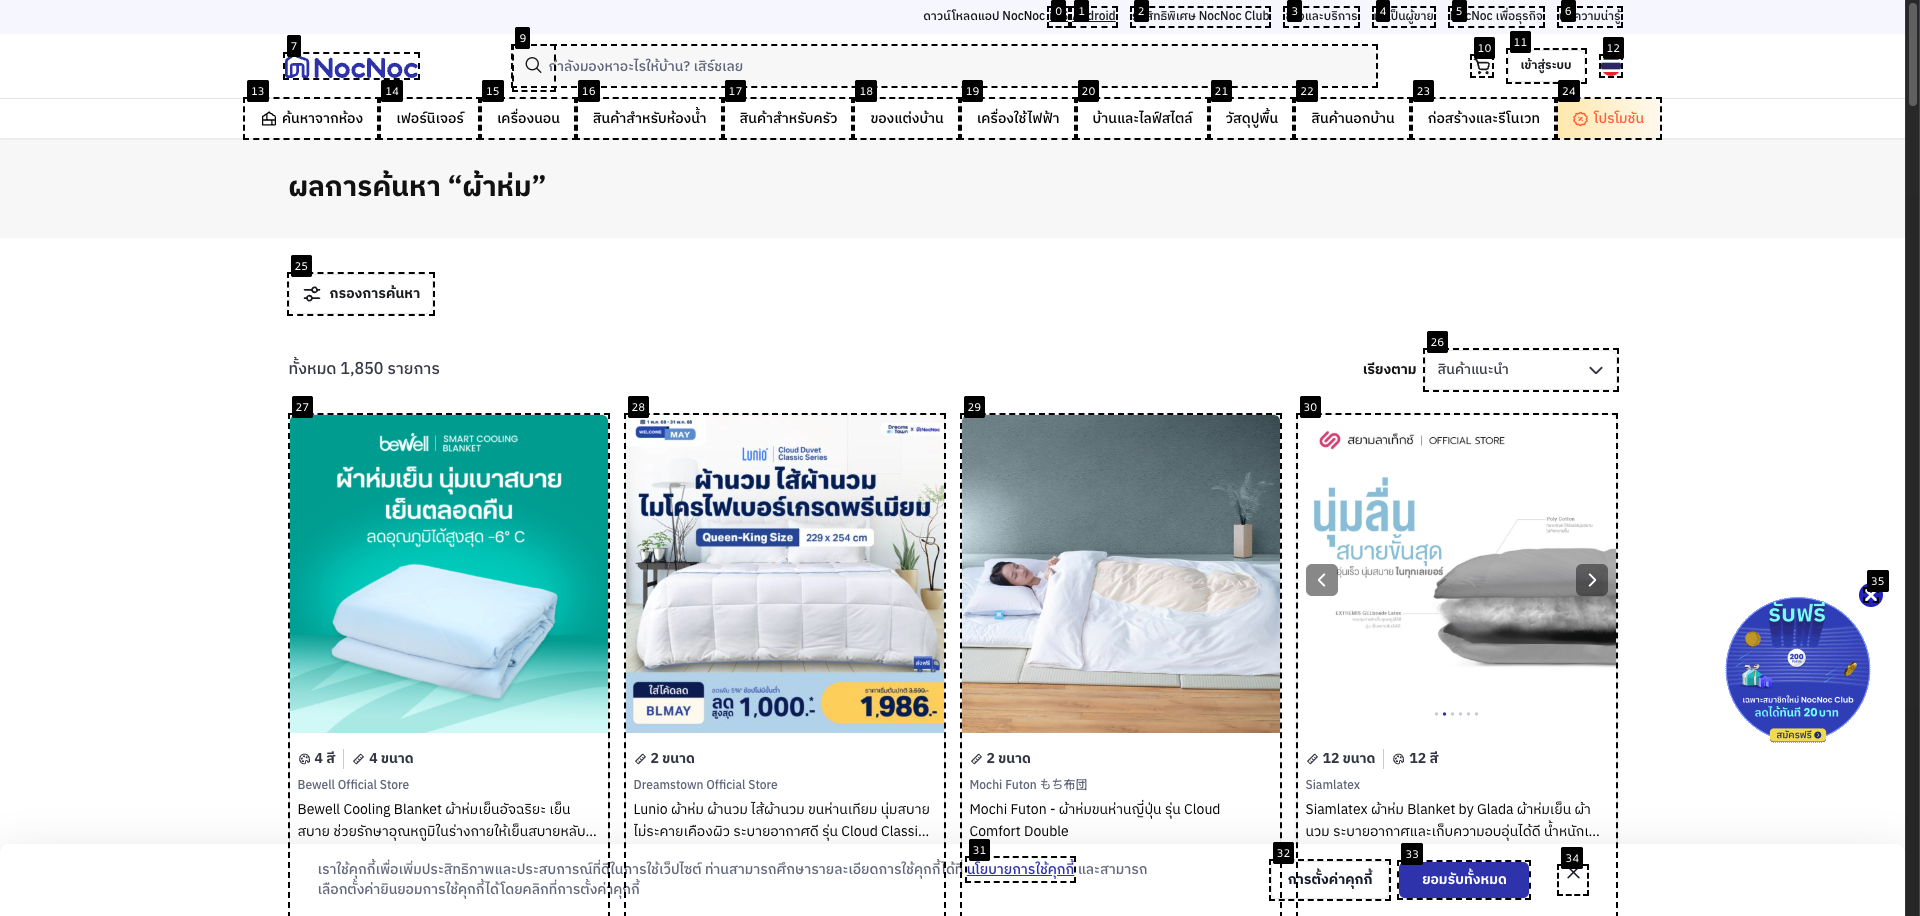 ดาวน์โหลดแอป NocNoc
NocNoc Club
และบริการ
เป็นผู้ขาย
cNoc เพื่อธุรกิจ
ความน่ารู้
NocNoc
กำลังมองหาอะไรให้บ้าน? เสิร์ชเลย
เข้าสู่ระบบ
ค้นหาจากห้อง
เฟอร์นิเจอร์
เครื่องนอน
สินค้าสำหรับห้องน้ำ
สินค้าสำหรับครัว
ของแต่งบ้าน
เครื่องใช้ไฟฟ้า
บ้านและไลฟ์สไตล์
วัสดุปูพื้น
สินค้านอกบ้าน
ก่อสร้างและรีโนเวท
โปรโมชัน
ผลการค้นหา “ผ้าห่ม”
กรองการค้นหา
ทั้งหมด 1,850 รายการ
เรียงตาม
สินค้าแนะนำ
bewell SMART COOLING BLANKET
ผ้าห่มเย็น นุ่มเบาสบาย
เย็นตลอดคืน
ลดอุณภูมิได้สูงสุด -6° C
4 สี
4 ขนาด
Bewell Official Store
Bewell Cooling Blanket ผ้าห่มเย็นอัจฉริยะ เย็น
สบาย ช่วยรักษาอุณหภูมิในร่างกายให้เย็นสบายหลับ...
WELCOME MAY
Dreams Town x NocNoc
Lunio Cloud Duvet
Classic Series
ผ้านวม ไส้ผ้านวม
ไมโครไฟเบอร์เกรดพรีเมียม
Queen-King Size 229 x 254 cm
ส่งฟรี
ใส่โค้ดลด
BLMAY
ลด
สูงสุด
1,000.-
1,986.-
2 ขนาด
Dreamstown Official Store
Lunio ผ้าห่ม ผ้านวม ไส้ผ้านวม ขนห่านเทียม นุ่มสบาย
ไม่ระคายเคืองผิว ระบายอากาศดี รุ่น Cloud Classi...
2 ขนาด
Mochi Futon もち布団
Mochi Futon - ผ้าห่มขนห่านญี่ปุ่น รุ่น Cloud
Comfort Double
สยามลาเท็กซ์ | OFFICIAL STORE
นุ่มลื่น
สบายขั้นสุด
นุ่มสบาย ในทุกเลเยอร์
Poly Cotton
12 ขนาด
12 สี
Siamlatex
Siamlatex ผ้าห่ม Blanket by Glada ผ้าห่มเย็น ผ้า
นวม ระบายอากาศและเก็บความอบอุ่นได้ดี น้ำหนักเ...
รับฟรี
200
เฉพาะสมาชิกใหม่ NocNoc Club
ลดได้ทันที 20 บาท
สมัครฟรี
เราใช้คุกกี้เพื่อเพิ่มประสิทธิภาพและประสบการณ์ที่ดีในการใช้เว็ปไซต์ ท่านสามารถศึกษารายละเอียดการใช้คุกกี้ได้ที่ นโยบายการใช้คุกกี้ และสามารถ
เลือกตั้งค่ายินยอมการใช้คุกกี้ได้โดยคลิกที่การตั้งค่าคุกกี้
การตั้งค่าคุกกี้
ยอมรับทั้งหมด
0
1
2
3
4
5
6
7
9
10
11
12
13
14
15
16
17
18
19
20
21
22
23
24
25
26
27
28
29
30
31
32
33
34
35